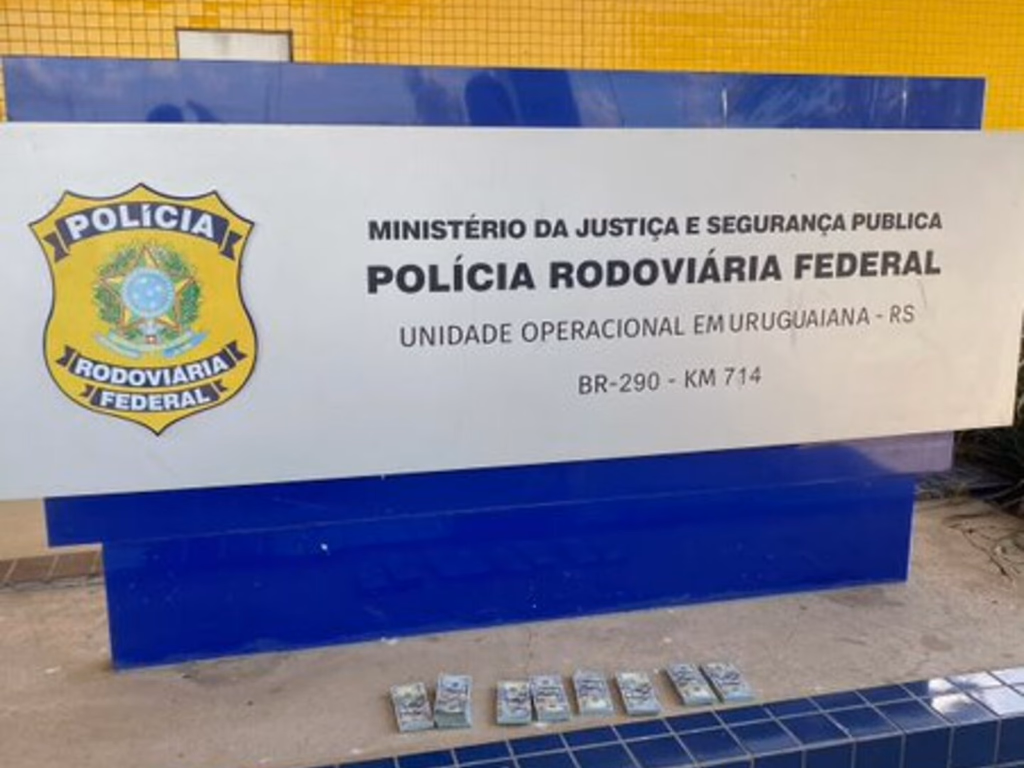 POLÍCIA
RODOVIÁRIA
FEDERAL
MINISTÉRIO DA JUSTIÇA E SEGURANÇA PUBLICA
POLÍCIA RODOVIÁRIA FEDERAL
UNIDADE OPERACIONAL EM URUGUAIANA - RS
BR-290 - KM 714